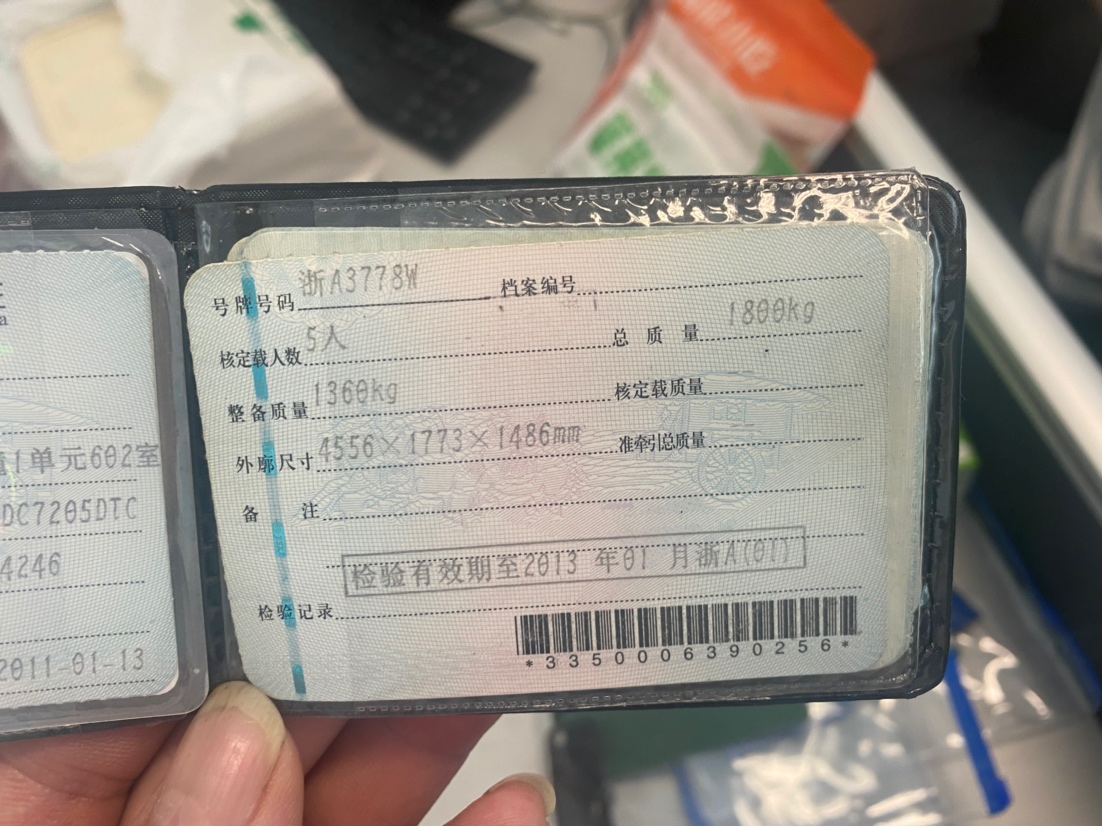 a
1单元602室
DC7205DTC
4246
2011-01-13
号牌号码 浙A3778W 档案编号
核定载人数 5人 总质量 1800kg
整备质量 1360kg 核定载质量
外廓尺寸 4556×1773×1486mm 准牵引总质量
备注
检验有效期至2013 年01 月浙A(01)
检验记录
*3350006390256*